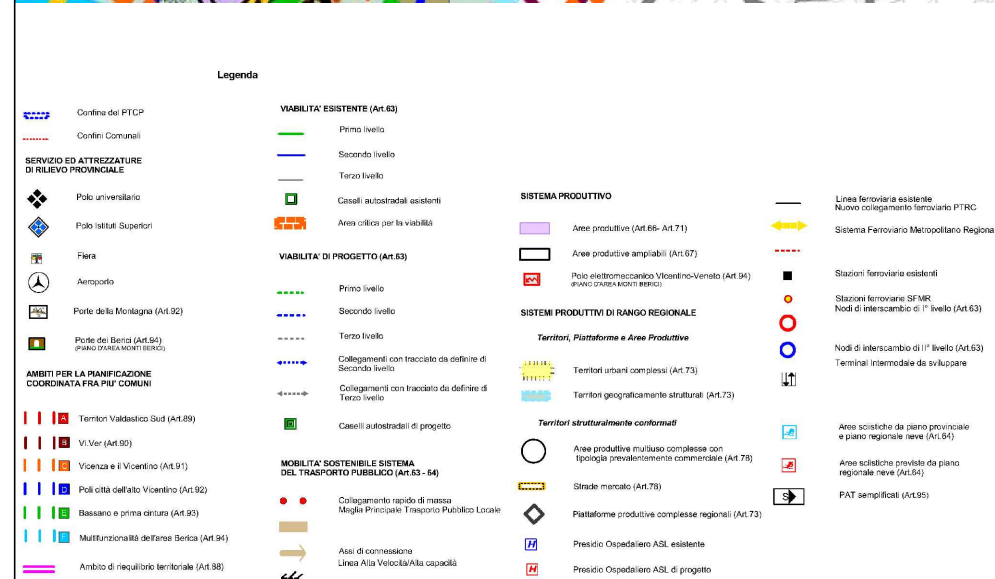 Legenda
Confine del PTCP
Confini Comunali
SERVIZIO ED ATTREZZATURE
DI RILIEVO PROVINCIALE
Polo universitario
Polo Istituti Superiori
Fiera
Aeroporto
Porte della Montagna (Art.92)
Porte dei Berici (Art.94)
(PIANO D'AREA MONTI BERICI)
AMBITI PER LA PIANIFICAZIONE
COORDINATA FRA PIU' COMUNI
A Territori Valdastico Sud (Art.89)
B Vi.Ver (Art.90)
C Vicenza e il Vicentino (Art.91)
D Poli città dell'alto Vicentino (Art.92)
E Bassano e prima cintura (Art.93)
F Multifunzionalità dell'area Berica (Art.94)
Ambito di riequilibrio territoriale (Art.88)
VIABILITA' ESISTENTE (Art.63)
Primo livello
Secondo livello
Terzo livello
Caselli autostradali esistenti
Area critica per la viabilità
VIABILITA' DI PROGETTO (Art.63)
Primo livello
Secondo livello
Terzo livello
Collegamenti con tracciato da definire di
Secondo livello
Collegamenti con tracciato da definire di
Terzo livello
Caselli autostradali di progetto
MOBILITA' SOSTENIBILE SISTEMA
DEL TRASPORTO PUBBLICO (Art.63 - 64)
Collegamento rapido di massa
Maglia Principale Trasporto Pubblico Locale
Assi di connessione
Linea Alta Velocità/Alta capacità
SISTEMA PRODUTTIVO
Aree produttive (Art.66- Art.71)
Aree produttive ampliabili (Art.67)
Polo elettromeccanico Vicentino-Veneto (Art.94)
(PIANO D'AREA MONTI BERICI)
SISTEMI PRODUTTIVI DI RANGO REGIONALE
Territori, Piattaforme e Aree Produttive
Territori urbani complessi (Art.73)
Territori geograficamente strutturati (Art.73)
Territori strutturalmente conformati
Aree produttive multiuso complesse con
tipologia prevalentemente commerciale (Art.78)
Strade mercato (Art.78)
Piattaforme produttive complesse regionali (Art.73)
H Presidio Ospedaliero ASL esistente
H Presidio Ospedaliero ASL di progetto
Linea ferroviaria esistente
Nuovo collegamento ferroviario PTRC
Sistema Ferroviario Metropolitano Regiona
Stazioni ferroviarie esistenti
Stazioni ferroviarie SFMR
Nodi di interscambio di I° livello (Art.63)
Nodi di interscambio di II° livello (Art.63)
Terminal Intermodale da sviluppare
Aree sciistiche da piano provinciale
e piano regionale neve (Art.64)
Aree sciistiche previste da piano
regionale neve (Art.64)
S PAT semplificati (Art.95)